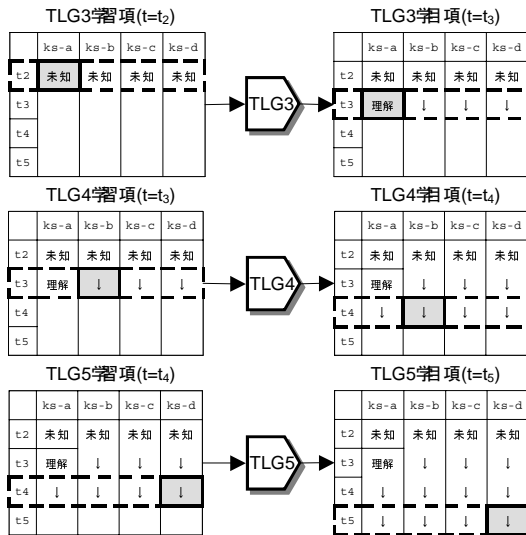 TLG3学習項(t=t2) TLG3学目項(t=t3)
ks-a ks-b ks-c ks-d ks-a ks-b ks-c ks-d
t2 未知 未知 未知 未知 t2 未知 未知 未知 未知
t3 TLG3 t3 理解 ↓ ↓ ↓
t4 t4
t5 t5
TLG4学習項(t=t3) TLG4学目項(t=t4)
ks-a ks-b ks-c ks-d ks-a ks-b ks-c ks-d
t2 未知 未知 未知 未知 t2 未知 未知 未知 未知
t3 理解 ↓ ↓ ↓ TLG4 t3 理解 ↓ ↓ ↓
t4 t4 ↓ ↓ ↓ ↓
t5 t5
TLG5学習項(t=t4) TLG5学目項(t=t5)
ks-a ks-b ks-c ks-d ks-a ks-b ks-c ks-d
t2 未知 未知 未知 未知 t2 未知 未知 未知 未知
t3 理解 ↓ ↓ ↓ TLG5 t3 理解 ↓ ↓ ↓
t4 ↓ ↓ ↓ ↓ t4 ↓ ↓ ↓ ↓
t5 t5 ↓ ↓ ↓ ↓